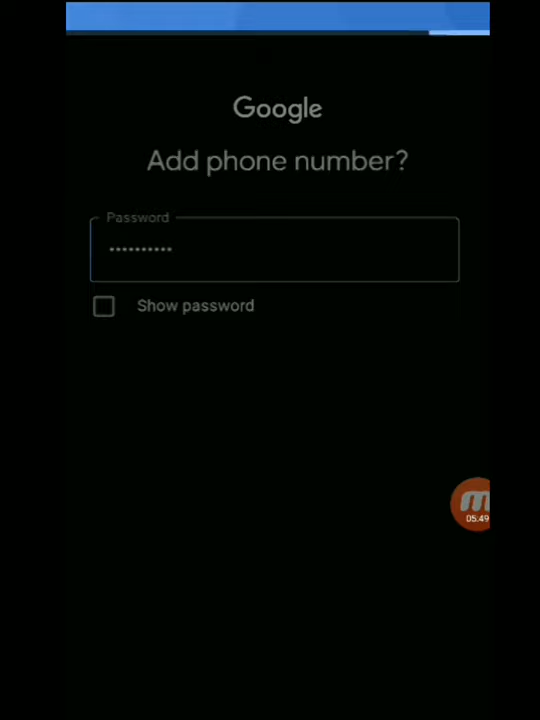 Google
Add phone number?
Password
••••••••••
Show password
05:49